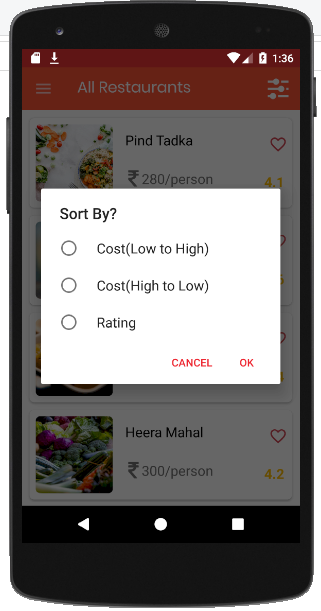 1:36
All Restaurants
Pind Tadka
₹ 280/person
4.1
Sort By?
Cost(Low to High)
Cost(High to Low)
Rating
CANCEL
OK
Heera Mahal
₹ 300/person
4.2